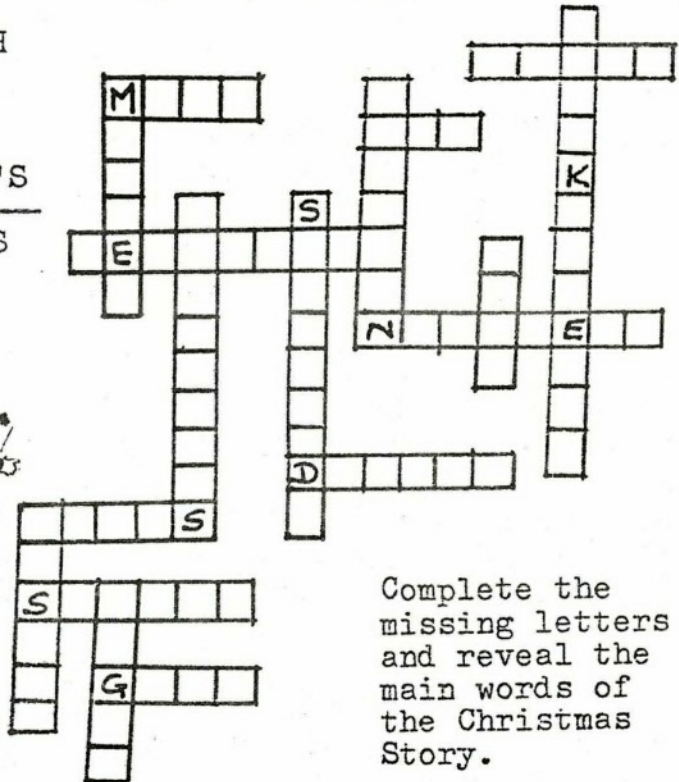 H
'S
S
M
S
K
E
N
E
D
S
S
G
Complete the
missing letters
and reveal the
main words of
the Christmas
Story.